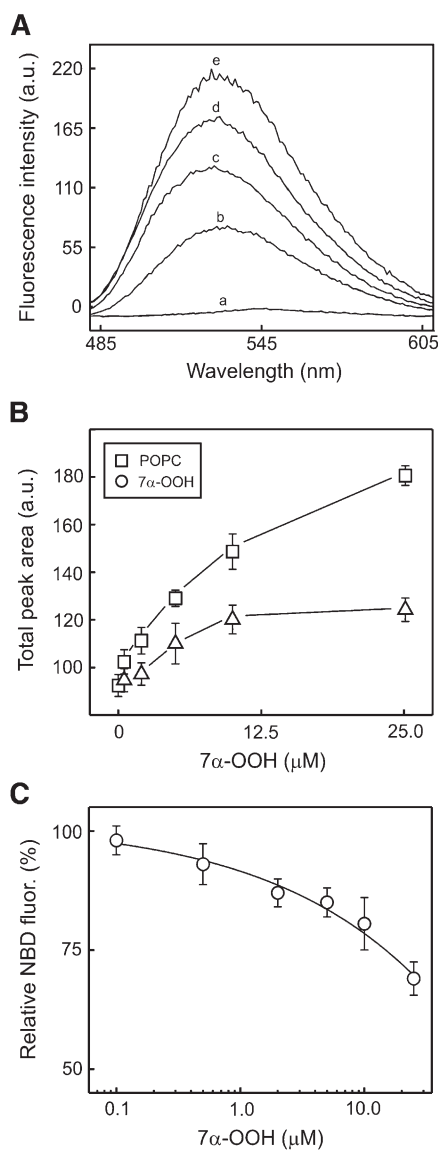 A
Fluorescence intensity (a.u.)
220
165
110
55
0
e
d
c
b
a
485
545
605
Wavelength (nm)
B
Total peak area (a.u.)
180
160
140
120
100
POPC
7α-OOH
0
12.5
25.0
7α-OOH (μM)
C
Relative NBD fluor. (%)
100
75
50
0.1
1.0
10.0
7α-OOH (μM)